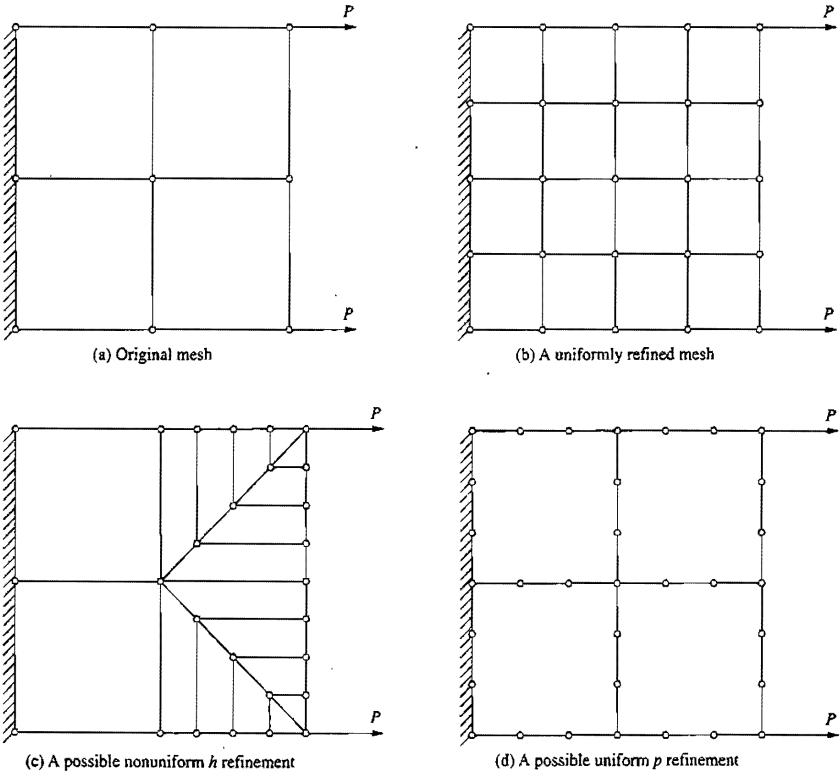 P
P
(a) Original mesh
P
P
(b) A uniformly refined mesh
P
P
(c) A possible nonuniform h refinement
P
P
(d) A possible uniform p refinement